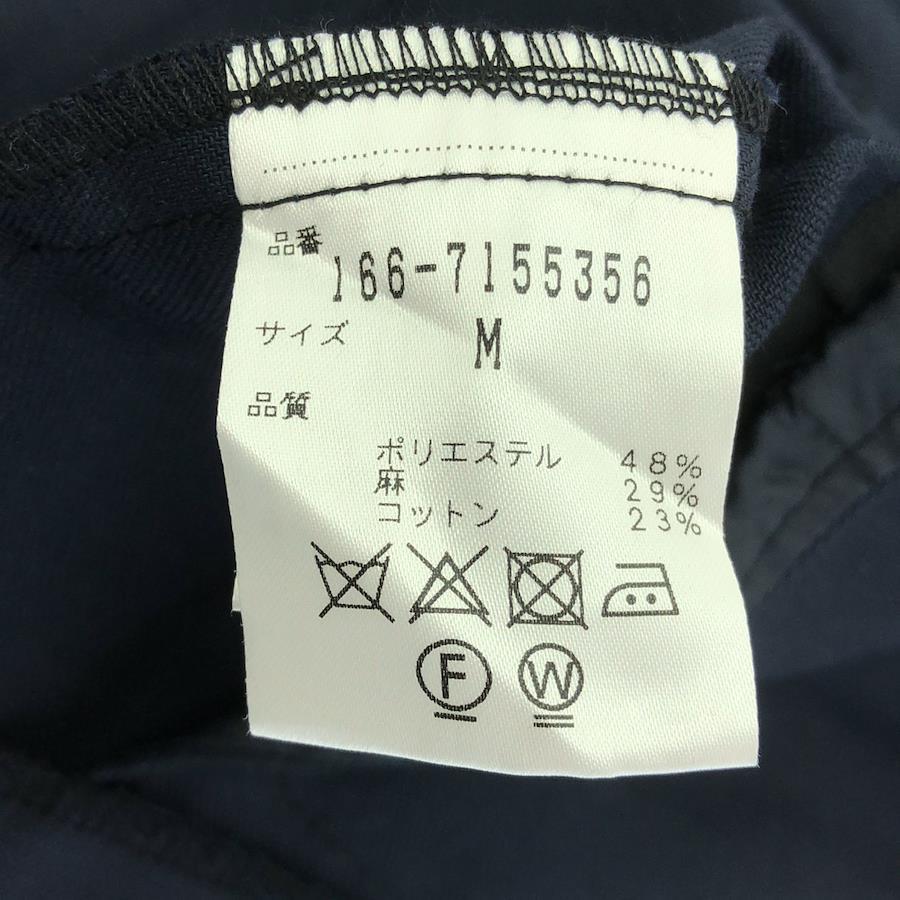 品番
166-7155356
サイズ M
品質
ポリエステル 48%
麻 29%
コットン 23%
F W